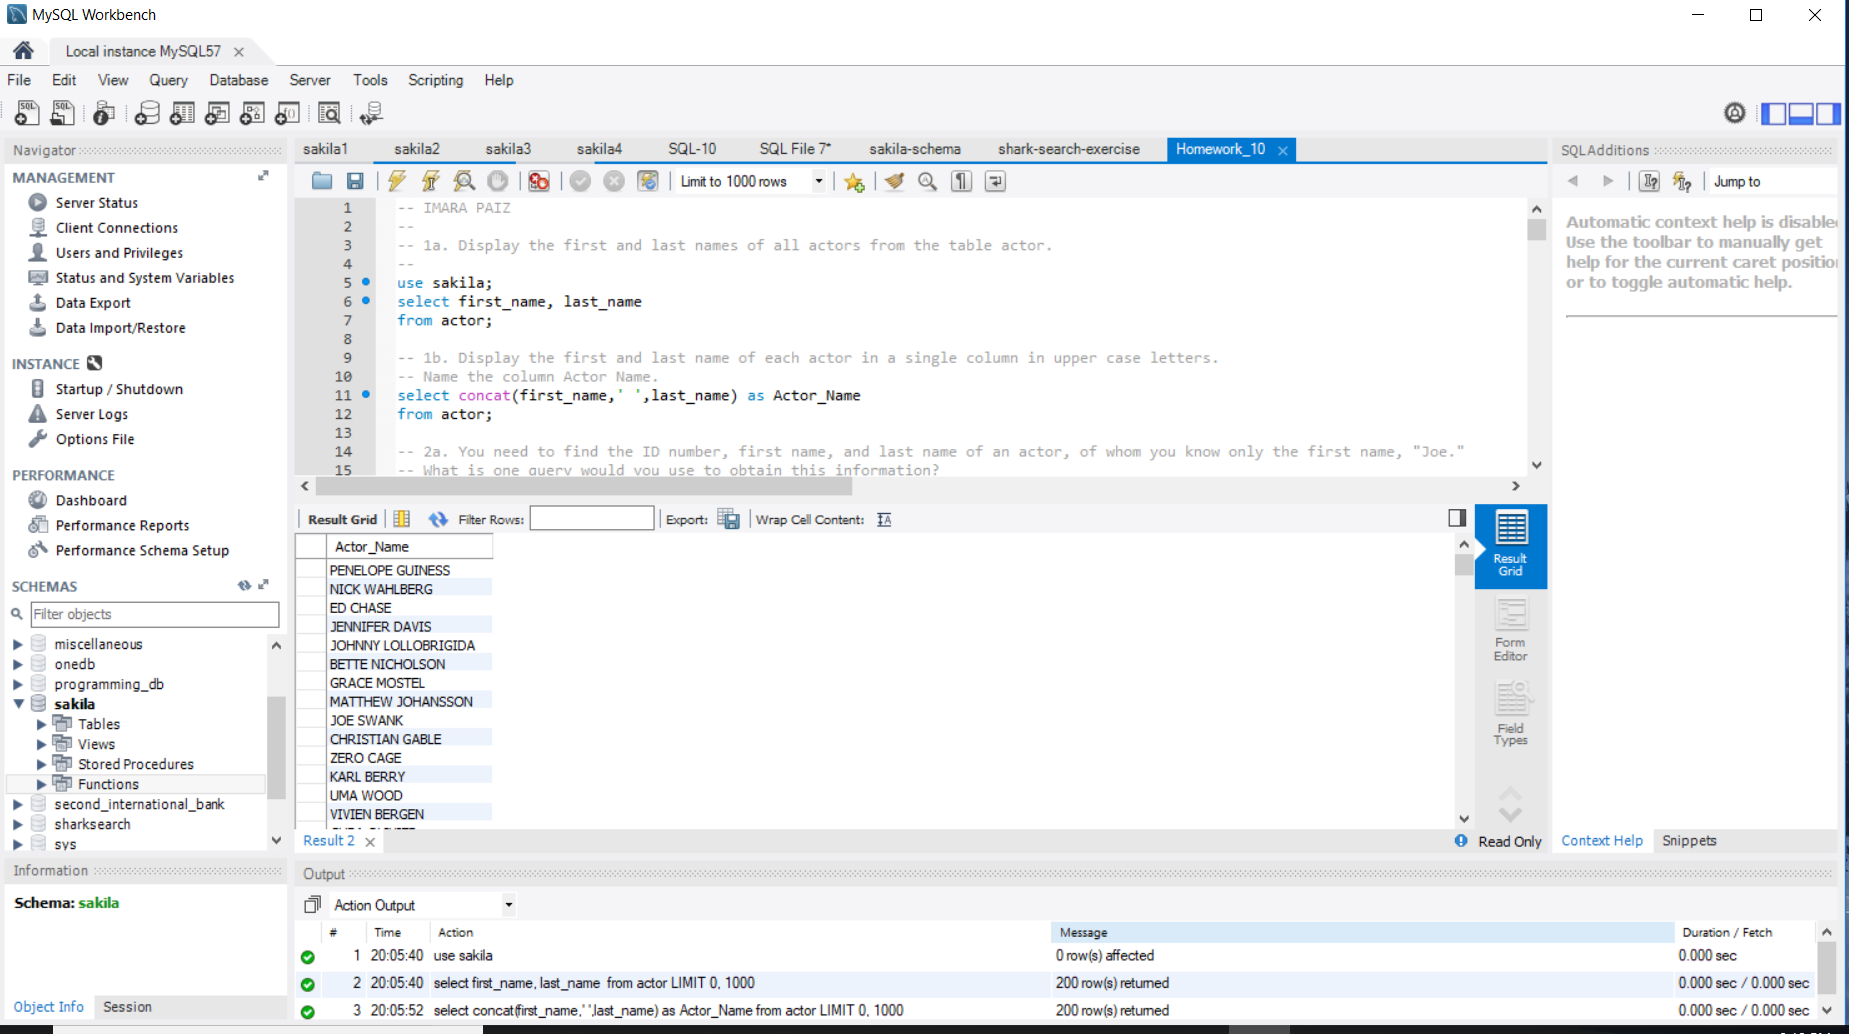 MySQL Workbench
Local instance MySQL57
File Edit View Query Database Server Tools Scripting Help
Navigator
MANAGEMENT
Server Status
Client Connections
Users and Privileges
Status and System Variables
Data Export
Data Import/Restore
INSTANCE
Startup / Shutdown
Server Logs
Options File
PERFORMANCE
Dashboard
Performance Reports
Performance Schema Setup
SCHEMAS
Filter objects
miscellaneous
onedb
programming_db
sakila
Tables
Views
Stored Procedures
Functions
second_international_bank
sharksearch
sys
Information
Schema: sakila
Object Info Session
sakila1 sakila2 sakila3 sakila4 SQL-10 SQL File 7* sakila-schema shark-search-exercise Homework_10
Limit to 1000 rows
1 -- IMARA PAIZ
2 --
3 -- 1a. Display the first and last names of all actors from the table actor.
4 --
5 use sakila;
6 select first_name, last_name
7 from actor;
8
9 -- 1b. Display the first and last name of each actor in a single column in upper case letters.
10 -- Name the column Actor Name.
11 select concat(first_name,' ',last_name) as Actor_Name
12 from actor;
13
14 -- 2a. You need to find the ID number, first name, and last name of an actor, of whom you know only the first name, "Joe."
15 -- What is one query would you use to obtain this information?
Result Grid Filter Rows: Export: Wrap Cell Content:
Actor_Name
PENELOPE GUINESS
NICK WAHLBERG
ED CHASE
JENNIFER DAVIS
JOHNNY LOLLOBRIGIDA
BETTE NICHOLSON
GRACE MOSTEL
MATTHEW JOHANSSON
JOE SWANK
CHRISTIAN GABLE
ZERO CAGE
KARL BERRY
UMA WOOD
VIVIEN BERGEN
Result
Grid
Form
Editor
Field
Types
Result 2
Read Only
SQLAdditions
Jump to
Automatic context help is disabled
Use the toolbar to manually get
help for the current caret position
or to toggle automatic help.
Context Help Snippets
Output
Action Output
# Time Action Message Duration / Fetch
1 20:05:40 use sakila 0 row(s) affected 0.000 sec
2 20:05:40 select first_name, last_name from actor LIMIT 0, 1000 200 row(s) returned 0.000 sec / 0.000 sec
3 20:05:52 select concat(first_name,' ',last_name) as Actor_Name from actor LIMIT 0, 1000 200 row(s) returned 0.000 sec / 0.000 sec